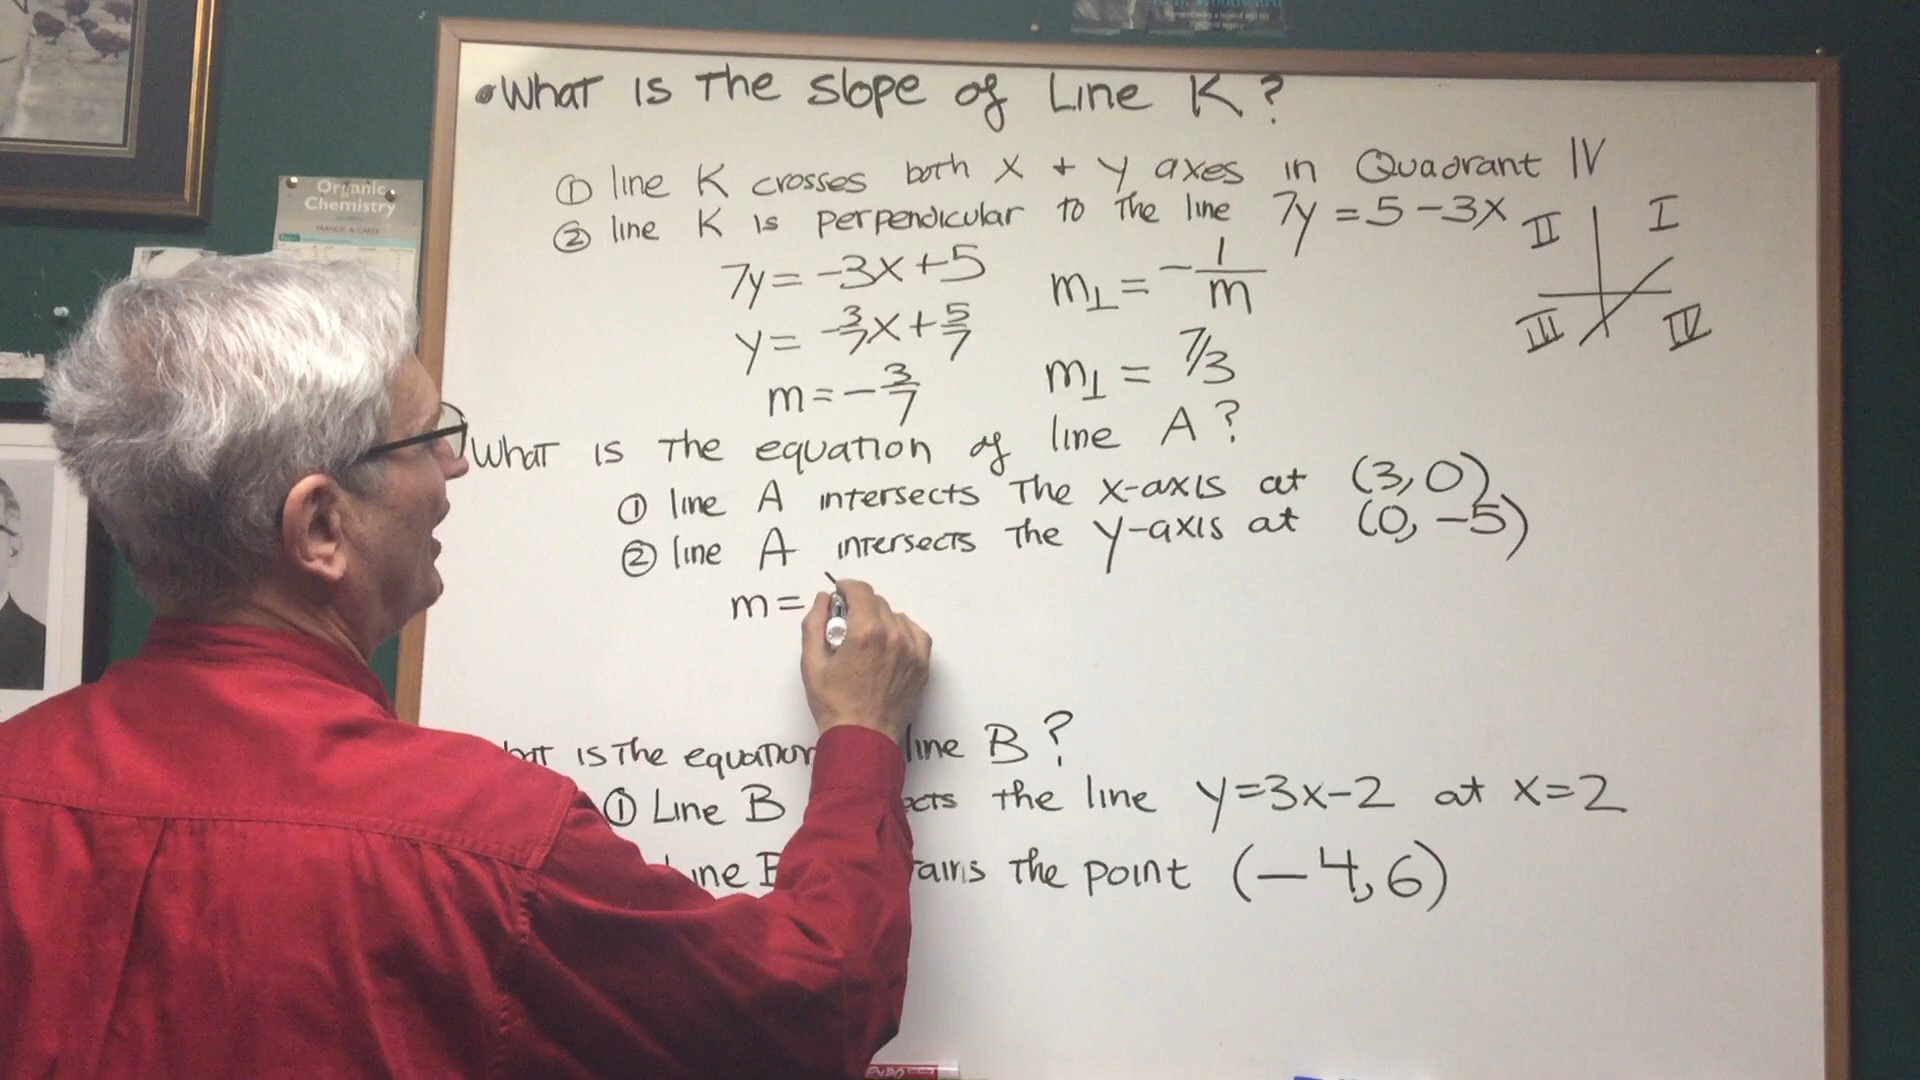 • What is the slope of Line K?
① line K crosses both x + y axes in Quadrant IV
② line K is perpendicular to the line 7y = 5 - 3x
II I
III IV
7y = -3x + 5
y = -3/7x + 5/7
m = -3/7
m⊥ = -1/m
m⊥ = 7/3
What is the equation of line A?
① line A intersects the x-axis at (3,0)
② line A intersects the y-axis at (0, -5)
m =
is the equation line B?
① Line B the line y=3x-2 at x=2
the point (-4,6)
Organic
Chemistry
EXPO